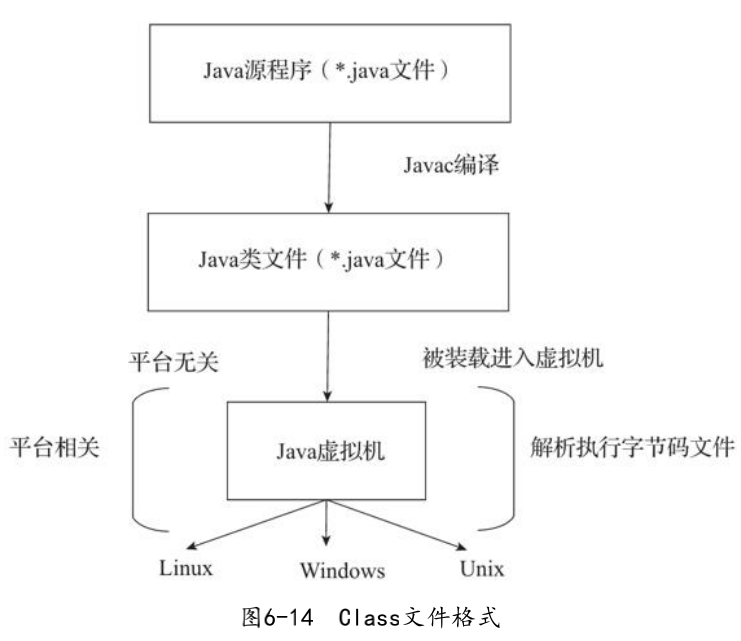 Java源程序（*.java文件）
Javac编译
Java类文件（*.java文件）
平台无关
被装载进入虚拟机
平台相关
Java虚拟机
解析执行字节码文件
Linux
Windows
Unix
图6-14 Class文件格式